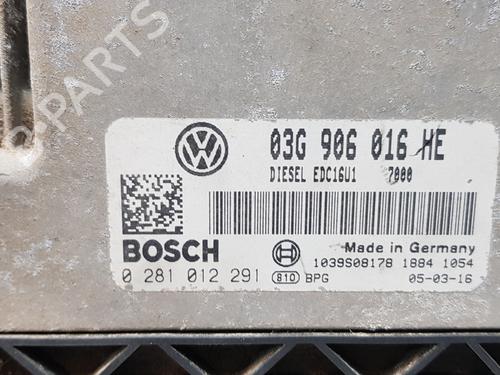 03G 906 016 HE
DIESEL EDC16U1 7000
BOSCH
Made in Germany
1039S08178 1884 1054
0 281 012 291
810 BPG
05-03-16
B-PARTS